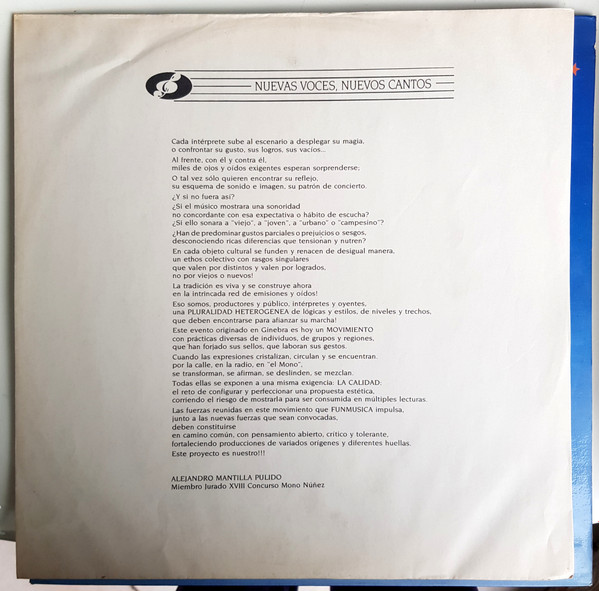 NUEVAS VOCES, NUEVOS CANTOS
Cada intérprete sube al escenario a desplegar su magia,
o confrontar su gusto, sus logros, sus vacíos...
Al frente, con él y contra él,
miles de ojos y oídos exigentes esperan sorprenderse;
O tal vez sólo quieren encontrar su reflejo,
su esquema de sonido e imagen, su patrón de concierto.
¿Y si no fuera así?
¿Si el músico mostrara una sonoridad
no concordante con esa expectativa o hábito de escucha?
¿Si ello sonara a "viejo", a "joven", a "urbano" o "campesino"?
¿Han de predominar gustos parciales o prejuicios o sesgos,
desconociendo ricas diferencias que tensionan y nutren?
En cada objeto cultural se funden y renacen de desigual manera,
un ethos colectivo con rasgos singulares
que valen por distintos y valen por logrados,
no por viejos o nuevos!
La tradición es viva y se construye ahora
en la intrincada red de emisiones y oídos!
Eso somos, productores y público, intérpretes y oyentes,
una PLURALIDAD HETEROGENEA de lógicas y estilos, de niveles y trechos,
que deben encontrarse para afianzar su marcha!
Este evento originado en Ginebra es hoy un MOVIMIENTO
con prácticas diversas de individuos, de grupos y regiones,
que han forjado sus sellos, que laboran sus gestos.
Cuando las expresiones cristalizan, circulan y se encuentran.
por la calle, en la radio, en "el Mono",
se transforman, se afirman, se deslinden, se mezclan.
Todas ellas se exponen a una misma exigencia: LA CALIDAD:
el reto de configurar y perfeccionar una propuesta estética,
corriendo el riesgo de mostrarla para ser consumida en múltiples lecturas.
Las fuerzas reunidas en este movimiento que FUNMUSICA impulsa,
junto a las nuevas fuerzas que sean convocadas,
deben constituirse
en camino común, con pensamiento abierto, crítico y tolerante,
fortaleciendo producciones de variados orígenes y diferentes huellas.
Este proyecto es nuestro!!!
ALEJANDRO MANTILLA PULIDO
Miembro Jurado XVIII Concurso Mono Núñez